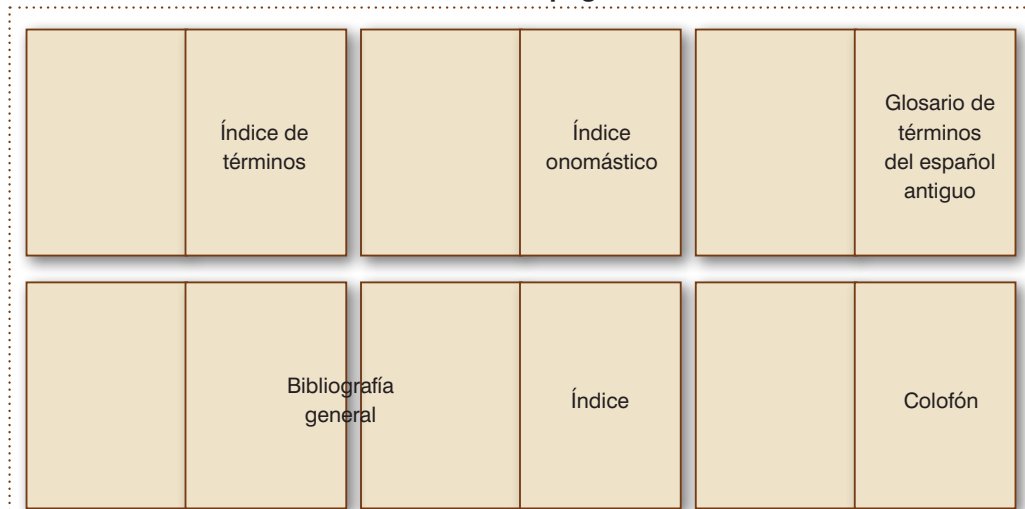 Índice de
términos
Índice
onomástico
Glosario de
términos
del español
antiguo
Bibliografía
general
Índice
Colofón